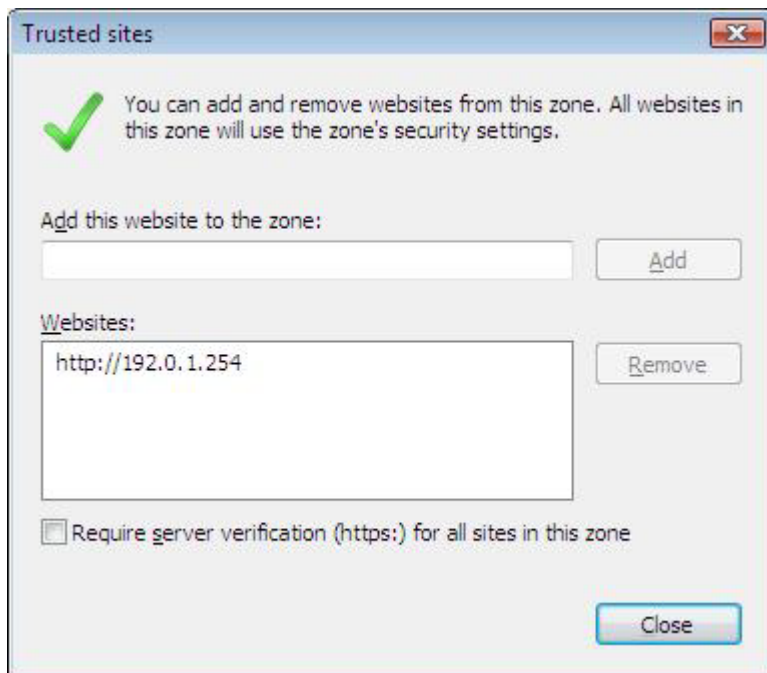 Trusted sites
You can add and remove websites from this zone. All websites in
this zone will use the zone's security settings.
Add this website to the zone:
Add
Websites:
http://192.0.1.254
Remove
Require server verification (https:) for all sites in this zone
Close